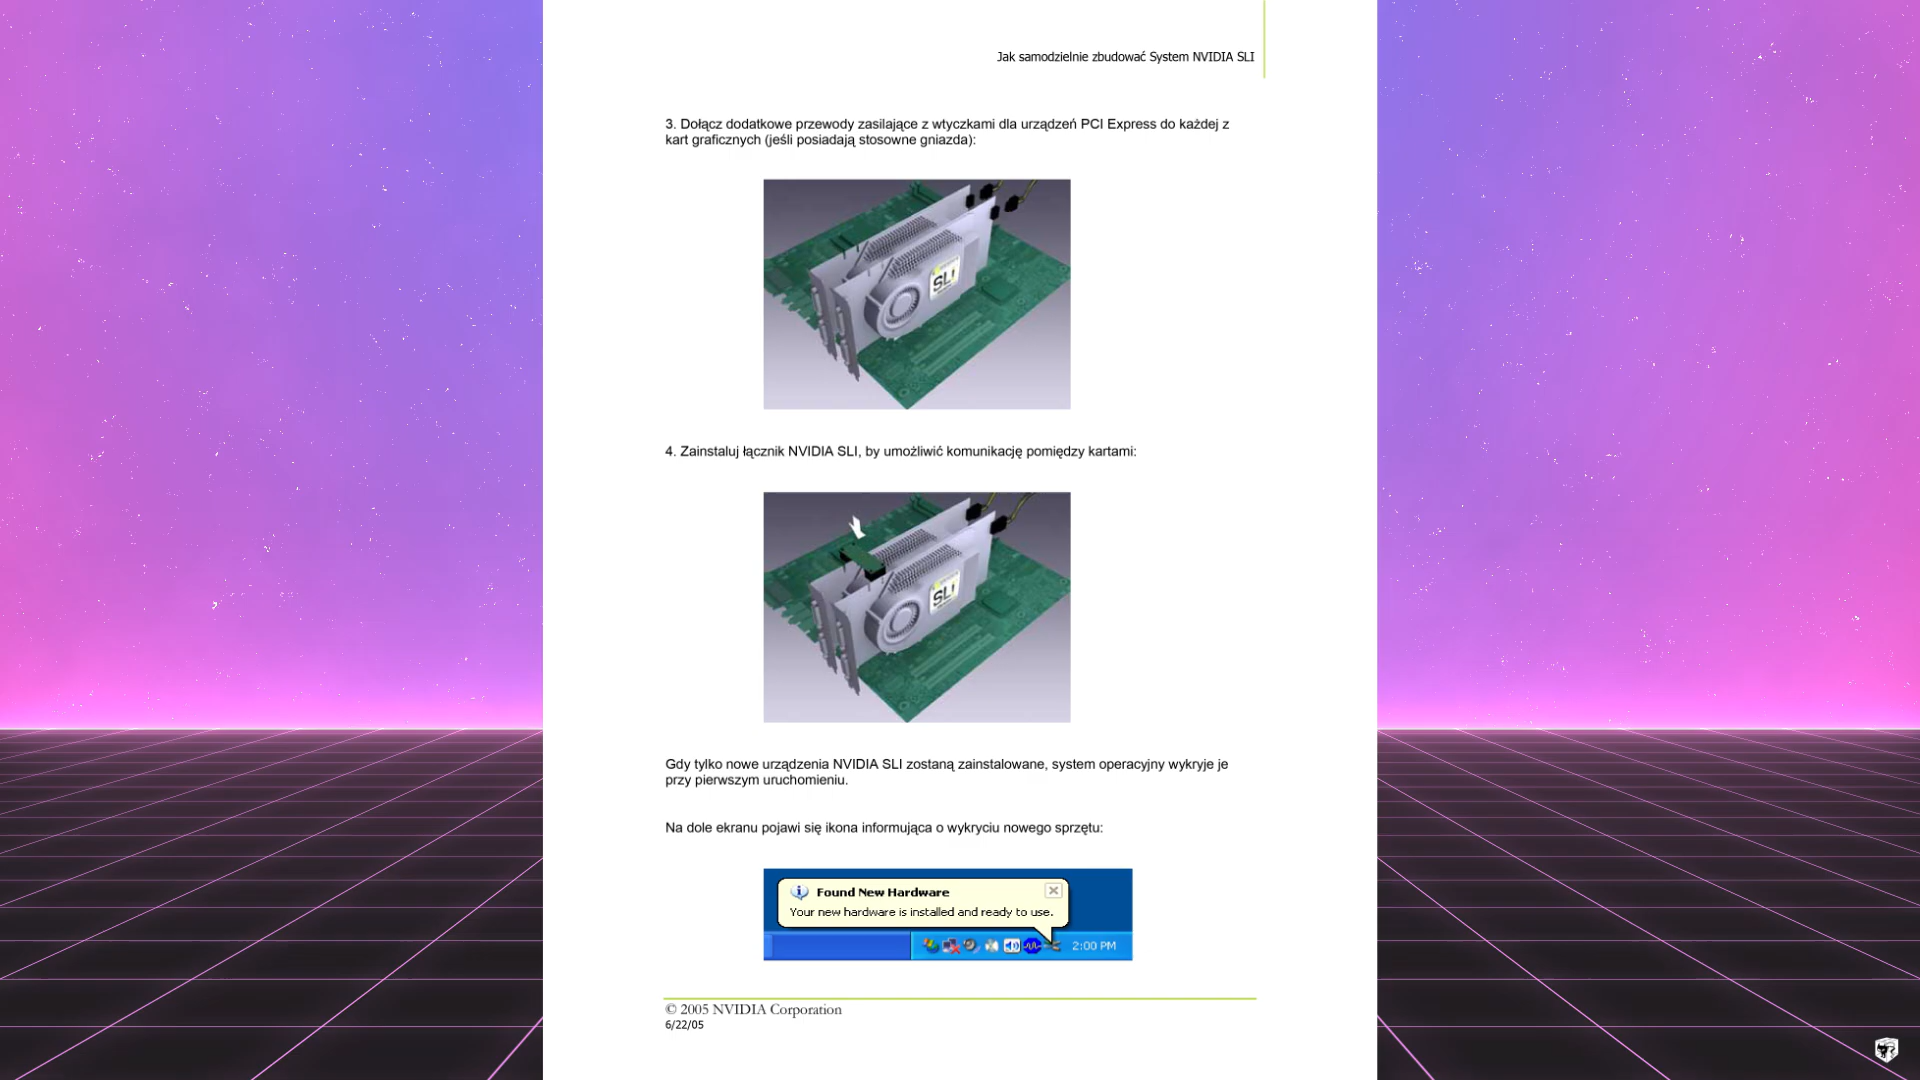 Jak samodzielnie zbudować System NVIDIA SLI
3. Dołącz dodatkowe przewody zasilające z wtyczkami dla urządzeń PCI Express do każdej z
kart graficznych (jeśli posiadają stosowne gniazda):
SLI
4. Zainstaluj łącznik NVIDIA SLI, by umożliwić komunikację pomiędzy kartami:
SLI
Gdy tylko nowe urządzenia NVIDIA SLI zostaną zainstalowane, system operacyjny wykryje je
przy pierwszym uruchomieniu.
Na dole ekranu pojawi się ikona informująca o wykryciu nowego sprzętu:
Found New Hardware
Your new hardware is installed and ready to use.
2:00 PM
© 2005 NVIDIA Corporation
6/22/05